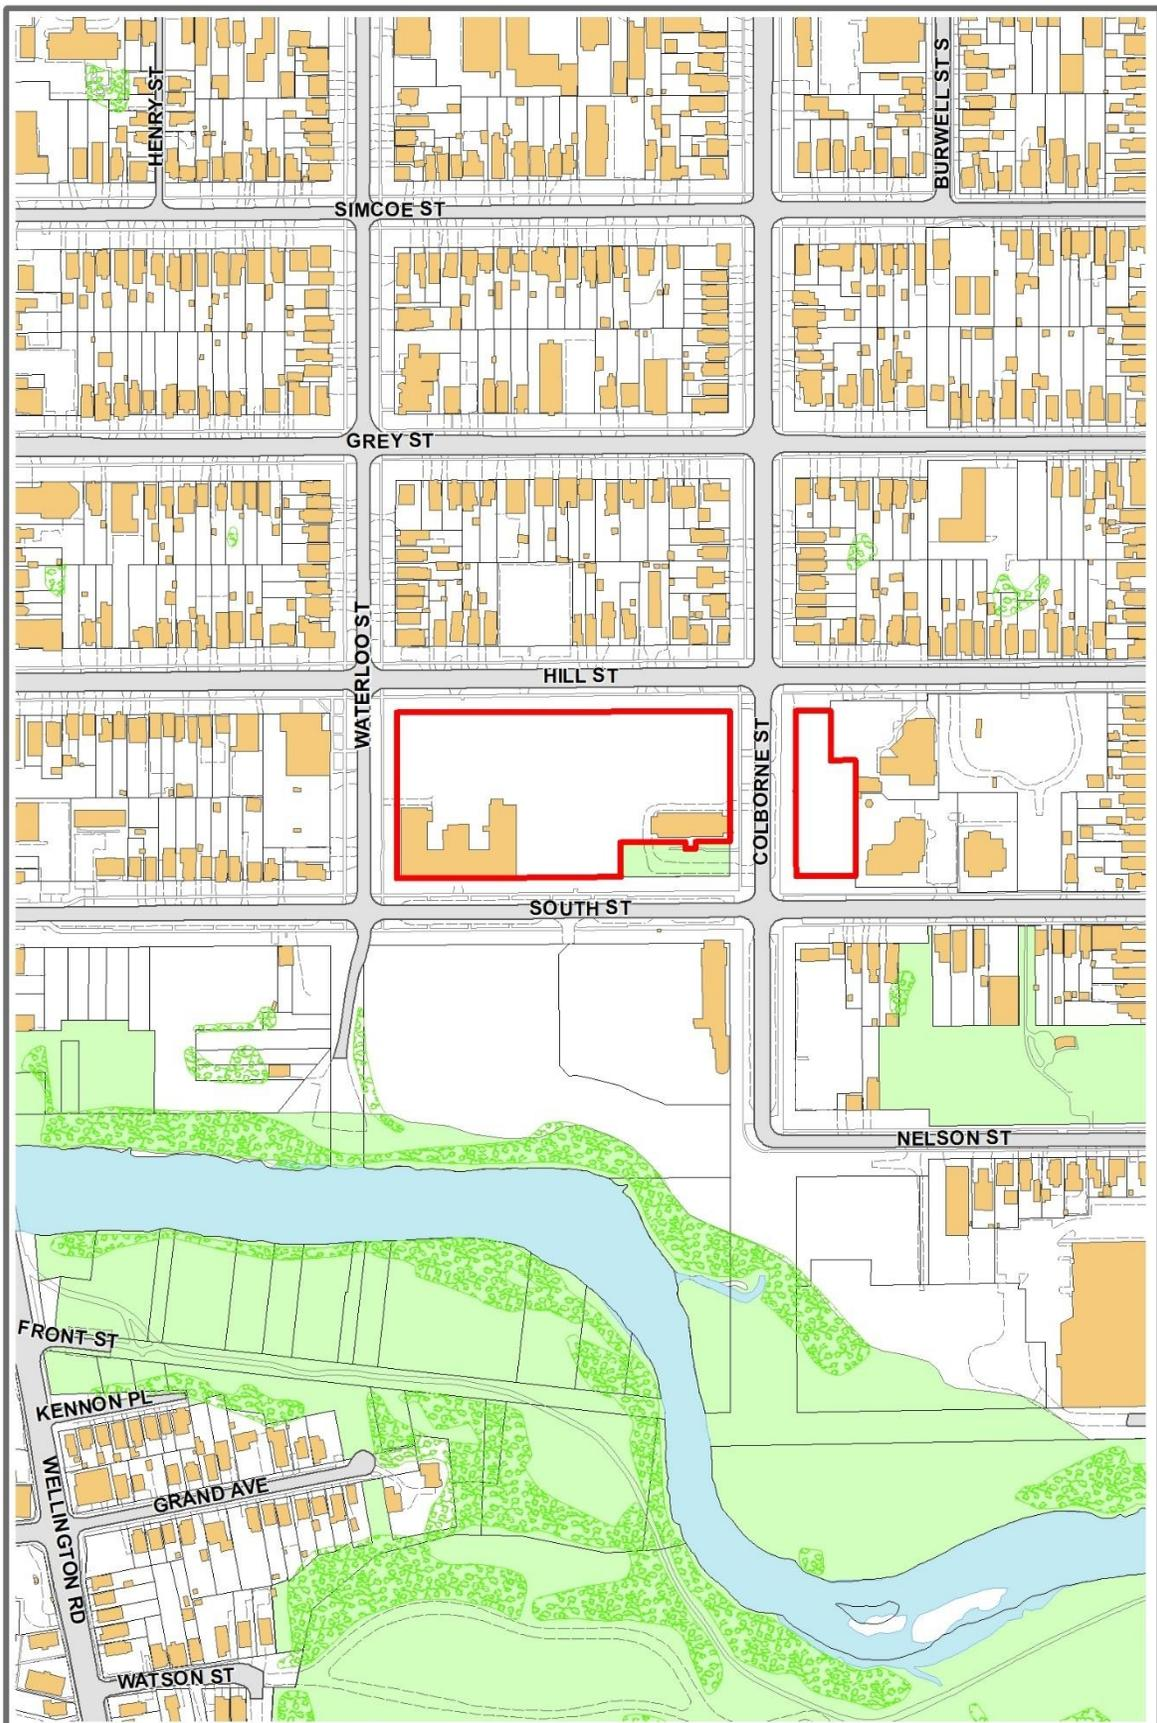 HENRY ST
BURWELL ST S
SIMCOE ST
GREY ST
WATERLOO ST
HILL ST
COLBORNE ST
SOUTH ST
NELSON ST
FRONT ST
KENNON PL
WELLINGTON RD
GRAND AVE
WATSON ST